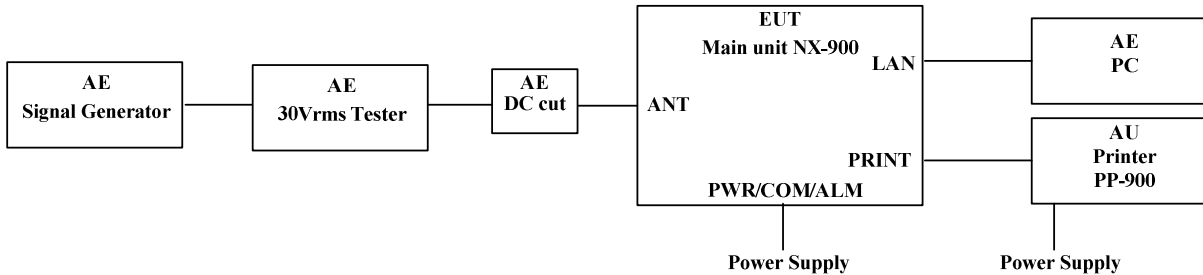 AE
Signal Generator
AE
30Vrms Tester
AE
DC cut
EUT
Main unit NX-900
LAN
ANT
PRINT
PWR/COM/ALM
AE
PC
AU
Printer
PP-900
Power Supply
Power Supply